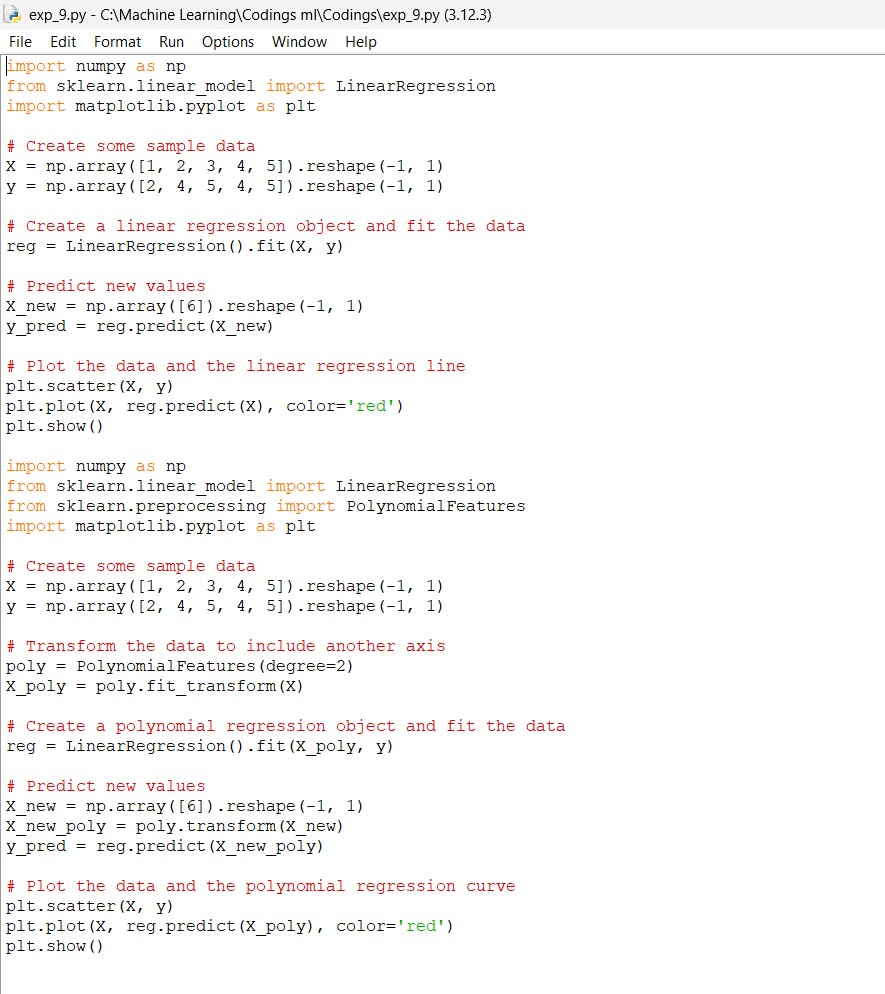 exp_9.py - C:\Machine Learning\Codings ml\Codings\exp_9.py (3.12.3)
File Edit Format Run Options Window Help
import numpy as np
from sklearn.linear_model import LinearRegression
import matplotlib.pyplot as plt

# Create some sample data
X = np.array([1, 2, 3, 4, 5]).reshape(-1, 1)
y = np.array([2, 4, 5, 4, 5]).reshape(-1, 1)

# Create a linear regression object and fit the data
reg = LinearRegression().fit(X, y)

# Predict new values
X_new = np.array([6]).reshape(-1, 1)
y_pred = reg.predict(X_new)

# Plot the data and the linear regression line
plt.scatter(X, y)
plt.plot(X, reg.predict(X), color='red')
plt.show()

import numpy as np
from sklearn.linear_model import LinearRegression
from sklearn.preprocessing import PolynomialFeatures
import matplotlib.pyplot as plt

# Create some sample data
X = np.array([1, 2, 3, 4, 5]).reshape(-1, 1)
y = np.array([2, 4, 5, 4, 5]).reshape(-1, 1)

# Transform the data to include another axis
poly = PolynomialFeatures(degree=2)
X_poly = poly.fit_transform(X)

# Create a polynomial regression object and fit the data
reg = LinearRegression().fit(X_poly, y)

# Predict new values
X_new = np.array([6]).reshape(-1, 1)
X_new_poly = poly.transform(X_new)
y_pred = reg.predict(X_new_poly)

# Plot the data and the polynomial regression curve
plt.scatter(X, y)
plt.plot(X, reg.predict(X_poly), color='red')
plt.show()